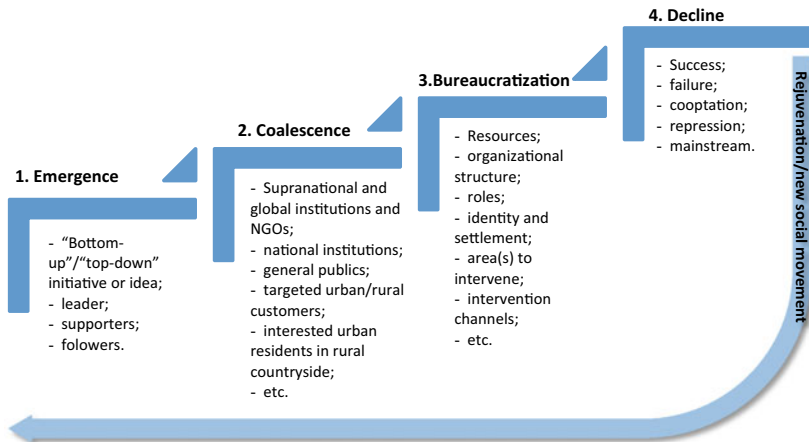 1. Emergence
- "Bottom-
up"/"top-down"
initiative or idea;
- leader;
- supporters;
- folowers.
2. Coalescence
- Supranational and
global institutions and
NGOs;
- national institutions;
- general publics;
- targeted urban/rural
customers;
- interested urban
residents in rural
countryside;
- etc.
3.Bureaucratization
- Resources;
- organizational
structure;
- roles;
- identity and
settlement;
- area(s) to
intervene;
- intervention
channels;
- etc.
4. Decline
- Success;
- failure;
- cooptation;
- repression;
- mainstream.
Rejuvenation/new social movement